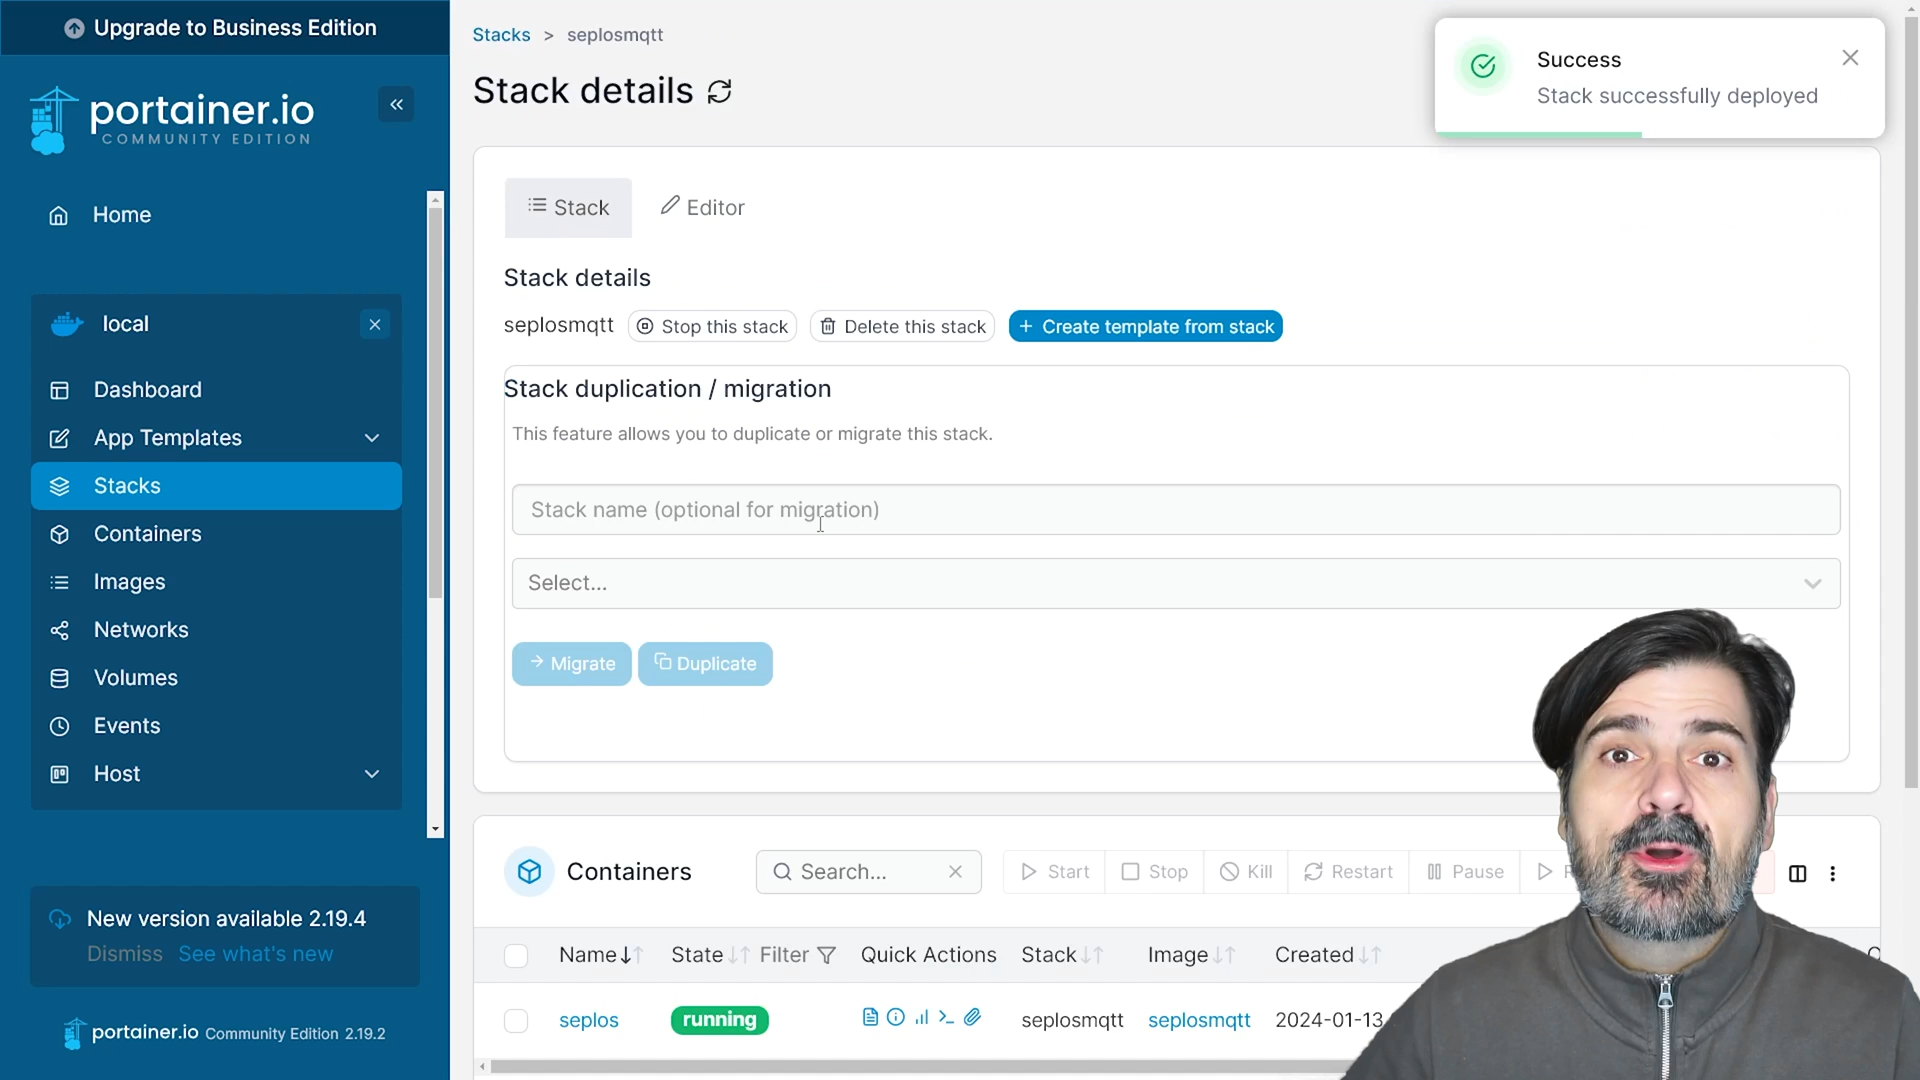 Upgrade to Business Edition
portainer.io
COMMUNITY EDITION
Home
local
Dashboard
App Templates
Stacks
Containers
Images
Networks
Volumes
Events
Host
New version available 2.19.4
Dismiss See what's new
portainer.io Community Edition 2.19.2
Stacks > seplosmqtt
Stack details
Success
Stack successfully deployed
Stack Editor
Stack details
seplosmqtt Stop this stack Delete this stack + Create template from stack
Stack duplication / migration
This feature allows you to duplicate or migrate this stack.
Stack name (optional for migration)
Select...
Migrate Duplicate
Containers Search... Start Stop Kill Restart Pause R
Name State Filter Quick Actions Stack Image Created
seplos running seplosmqtt seplosmqtt 2024-01-13